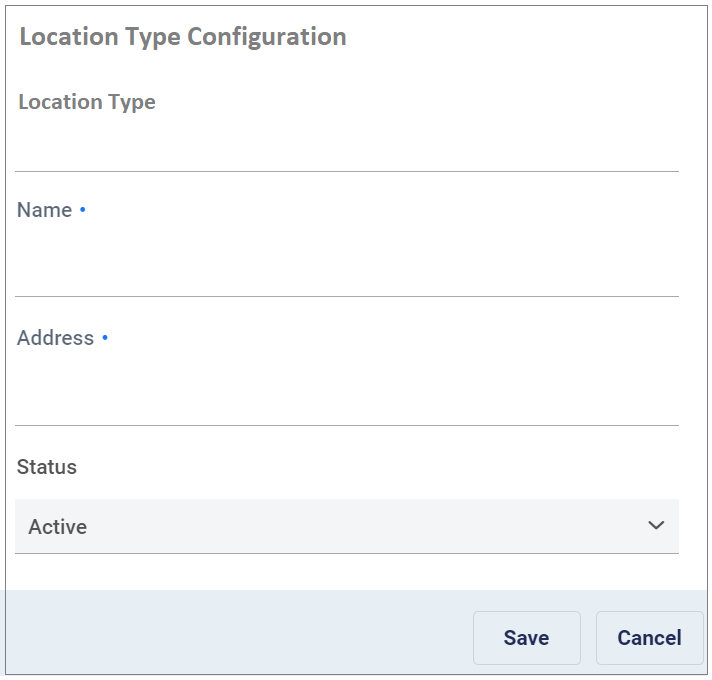 Location Type Configuration
Location Type
Name •
Address •
Status
Active
Save Cancel